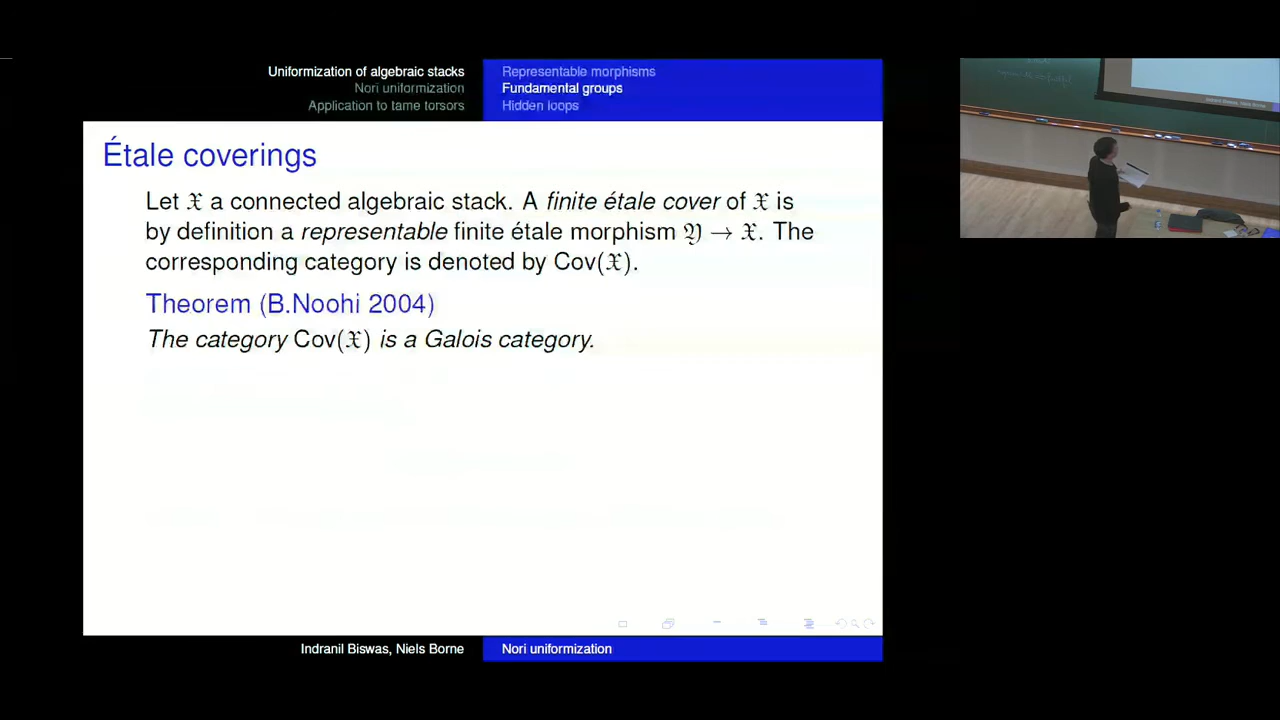 Uniformization of algebraic stacks
Nori uniformization
Application to tame torsors
Representable morphisms
Fundamental groups
Hidden loops
Étale coverings
Let 𝔛 a connected algebraic stack. A finite étale cover of 𝔛 is
by definition a representable finite étale morphism 𝔜 → 𝔛. The
corresponding category is denoted by Cov(𝔛).
Theorem (B.Noohi 2004)
The category Cov(𝔛) is a Galois category.
Indranil Biswas, Niels Borne
Nori uniformization